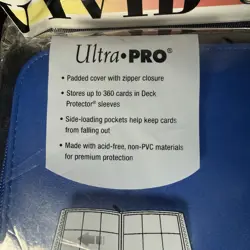 VIVID
Ultra•PRO®
• Padded cover with zipper closure
• Stores up to 360 cards in Deck
Protector® sleeves
• Side-loading pockets help keep cards
from falling out
• Made with acid-free, non-PVC materials
for premium protection